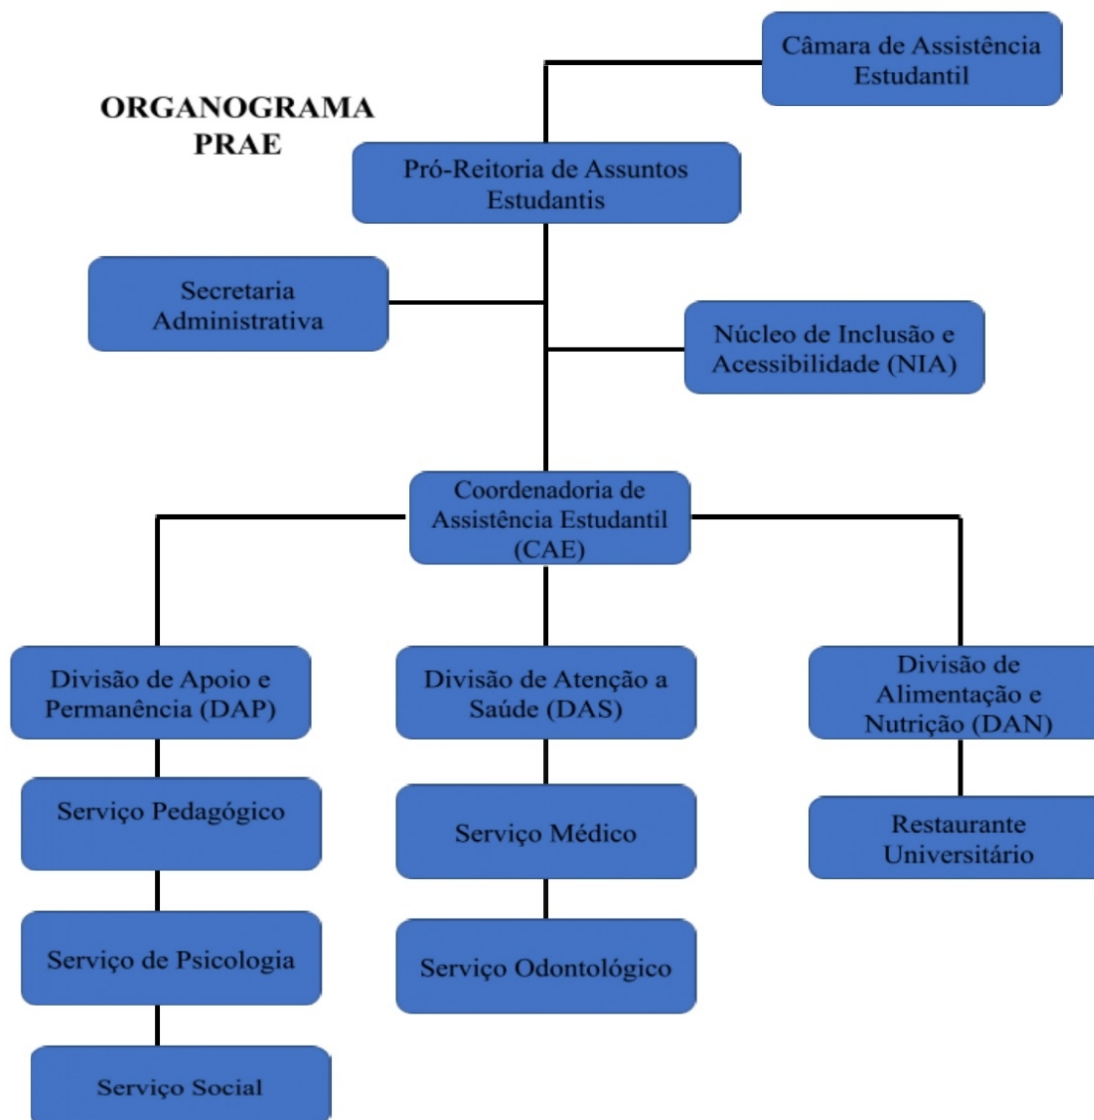 Câmara de Assistência
Estudantil
ORGANOGRAMA
PRAE
Pró-Reitoria de Assuntos
Estudantis
Secretaria
Administrativa
Núcleo de Inclusão e
Acessibilidade (NIA)
Coordenadoria de
Assistência Estudantil
(CAE)
Divisão de Apoio e
Permanência (DAP)
Divisão de Atenção a
Saúde (DAS)
Divisão de
Alimentação e
Nutrição (DAN)
Serviço Pedagógico
Serviço Médico
Restaurante
Universitário
Serviço de Psicologia
Serviço Odontológico
Serviço Social